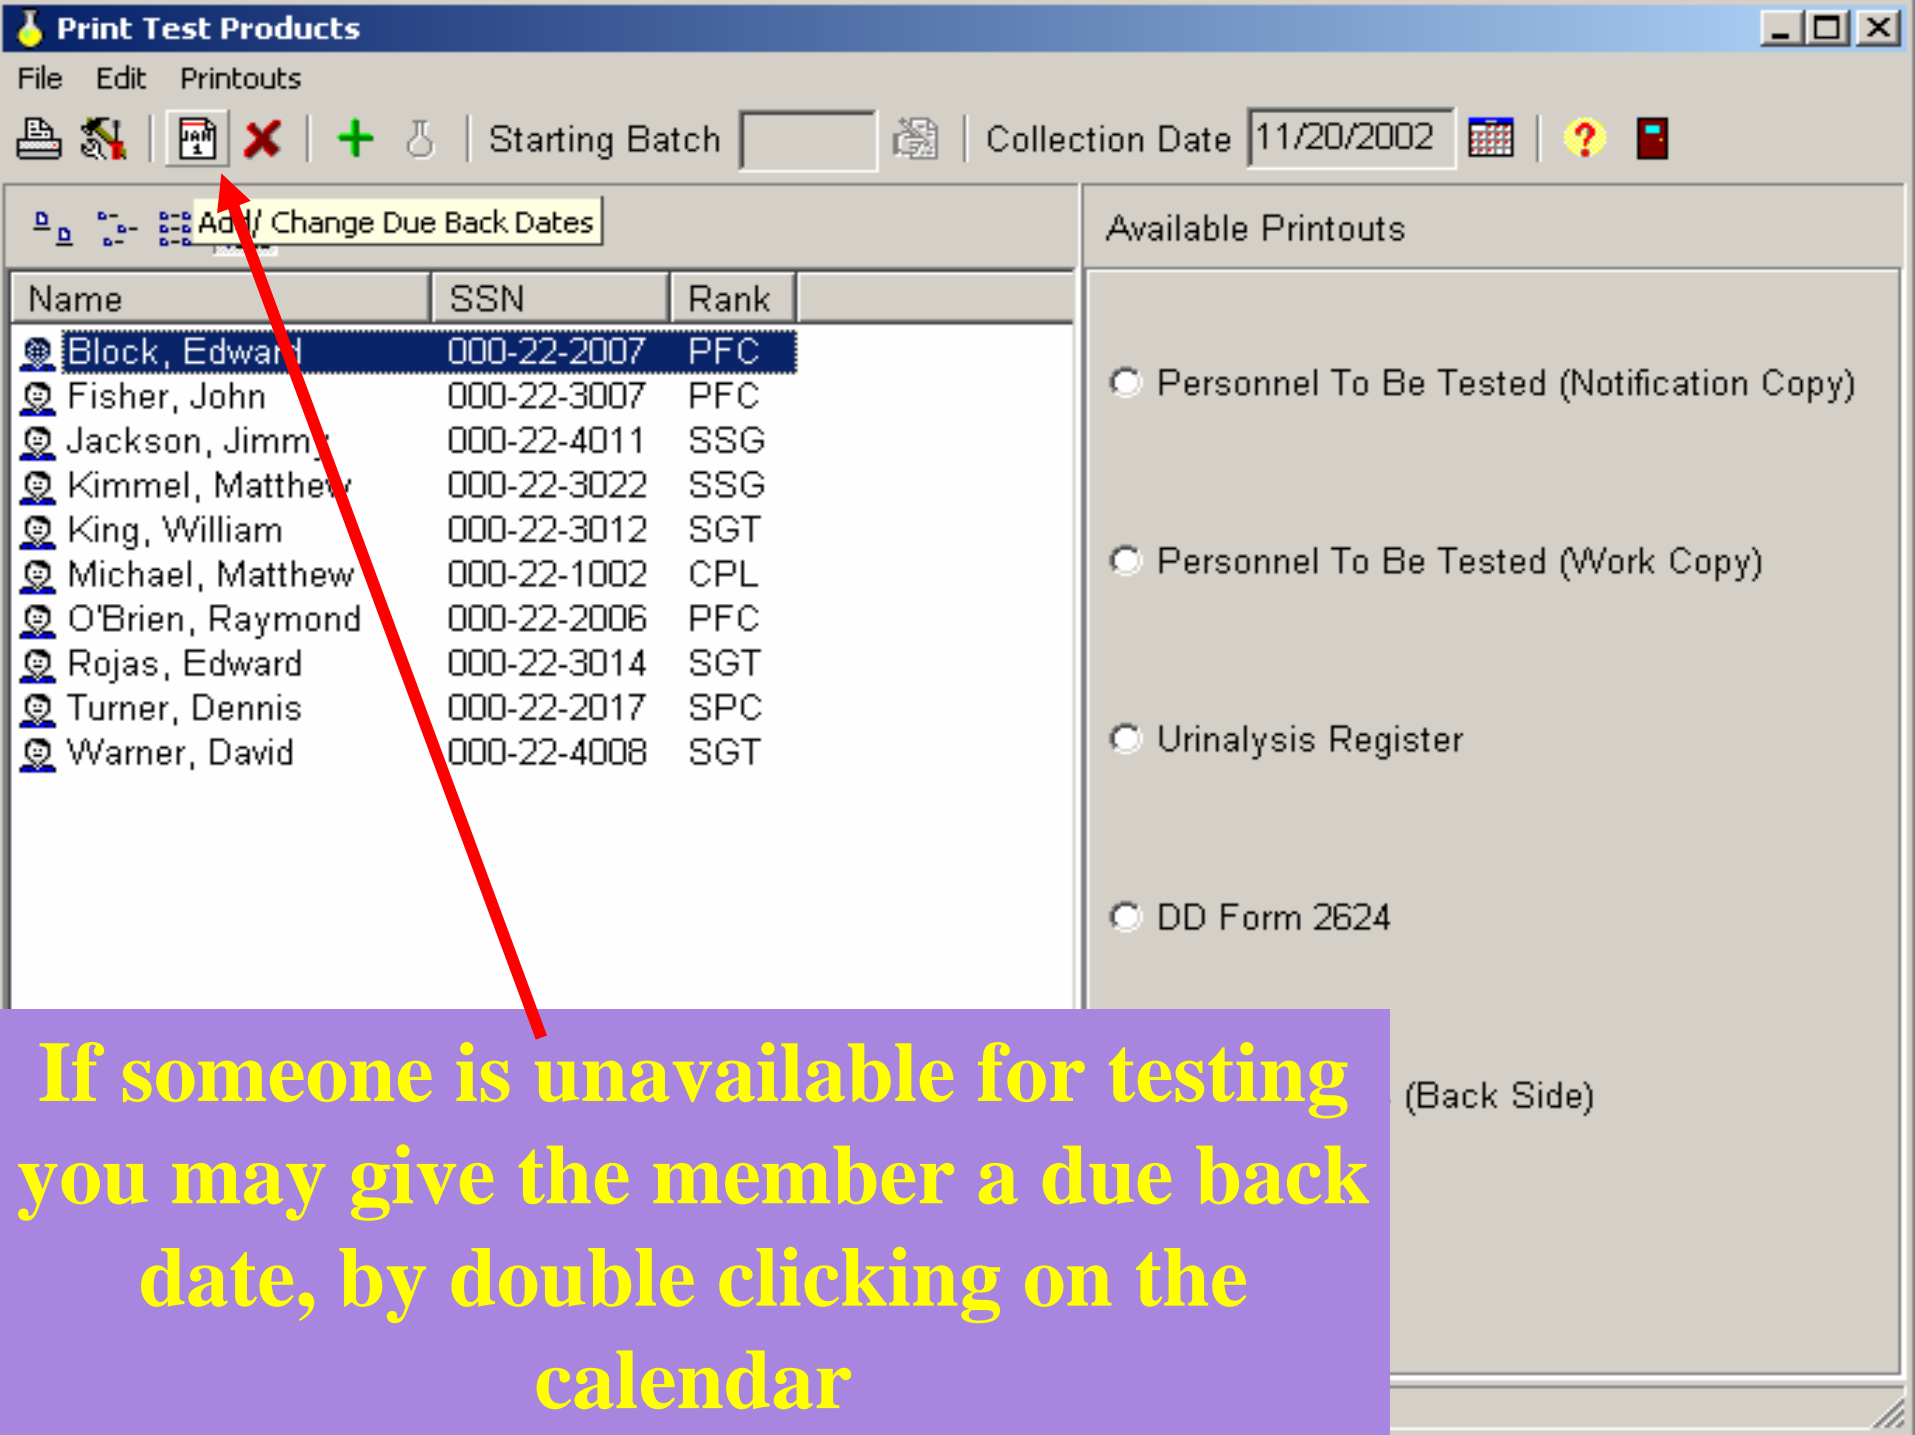 Print Test Products
File Edit Printouts
JAN 1 Starting Batch Collection Date 11/20/2002 ?
Add/ Change Due Back Dates
Available Printouts
Name SSN Rank
Block, Edward 000-22-2007 PFC
Fisher, John 000-22-3007 PFC
Jackson, Jimmy 000-22-4011 SSG
Kimmel, Matthew 000-22-3022 SSG
King, William 000-22-3012 SGT
Michael, Matthew 000-22-1002 CPL
O'Brien, Raymond 000-22-2006 PFC
Rojas, Edward 000-22-3014 SGT
Turner, Dennis 000-22-2017 SPC
Warner, David 000-22-4008 SGT
Personnel To Be Tested (Notification Copy)
Personnel To Be Tested (Work Copy)
Urinalysis Register
DD Form 2624
(Back Side)
If someone is unavailable for testing
you may give the member a due back
date, by double clicking on the
calendar